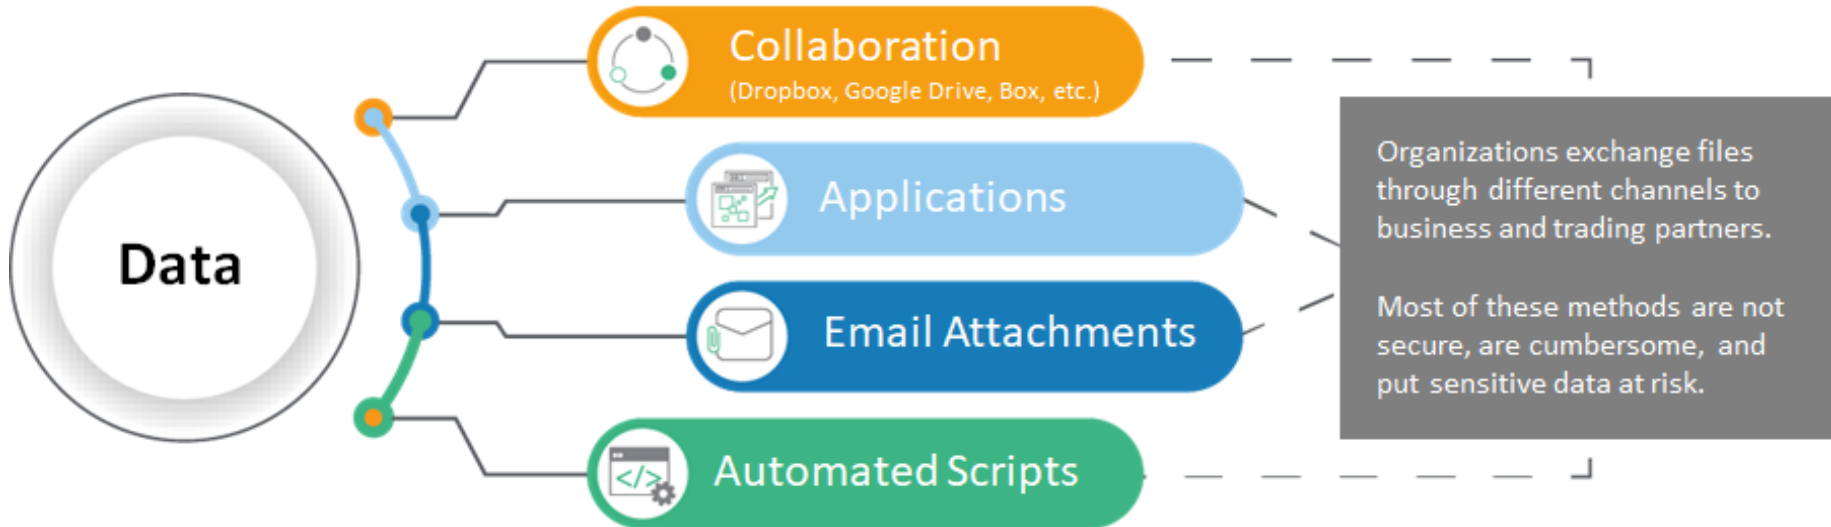 Data
Collaboration
(Dropbox, Google Drive, Box, etc.)
Applications
Email Attachments
</>
Automated Scripts
Organizations exchange files
through different channels to
business and trading partners.
Most of these methods are not
secure, are cumbersome, and
put sensitive data at risk.